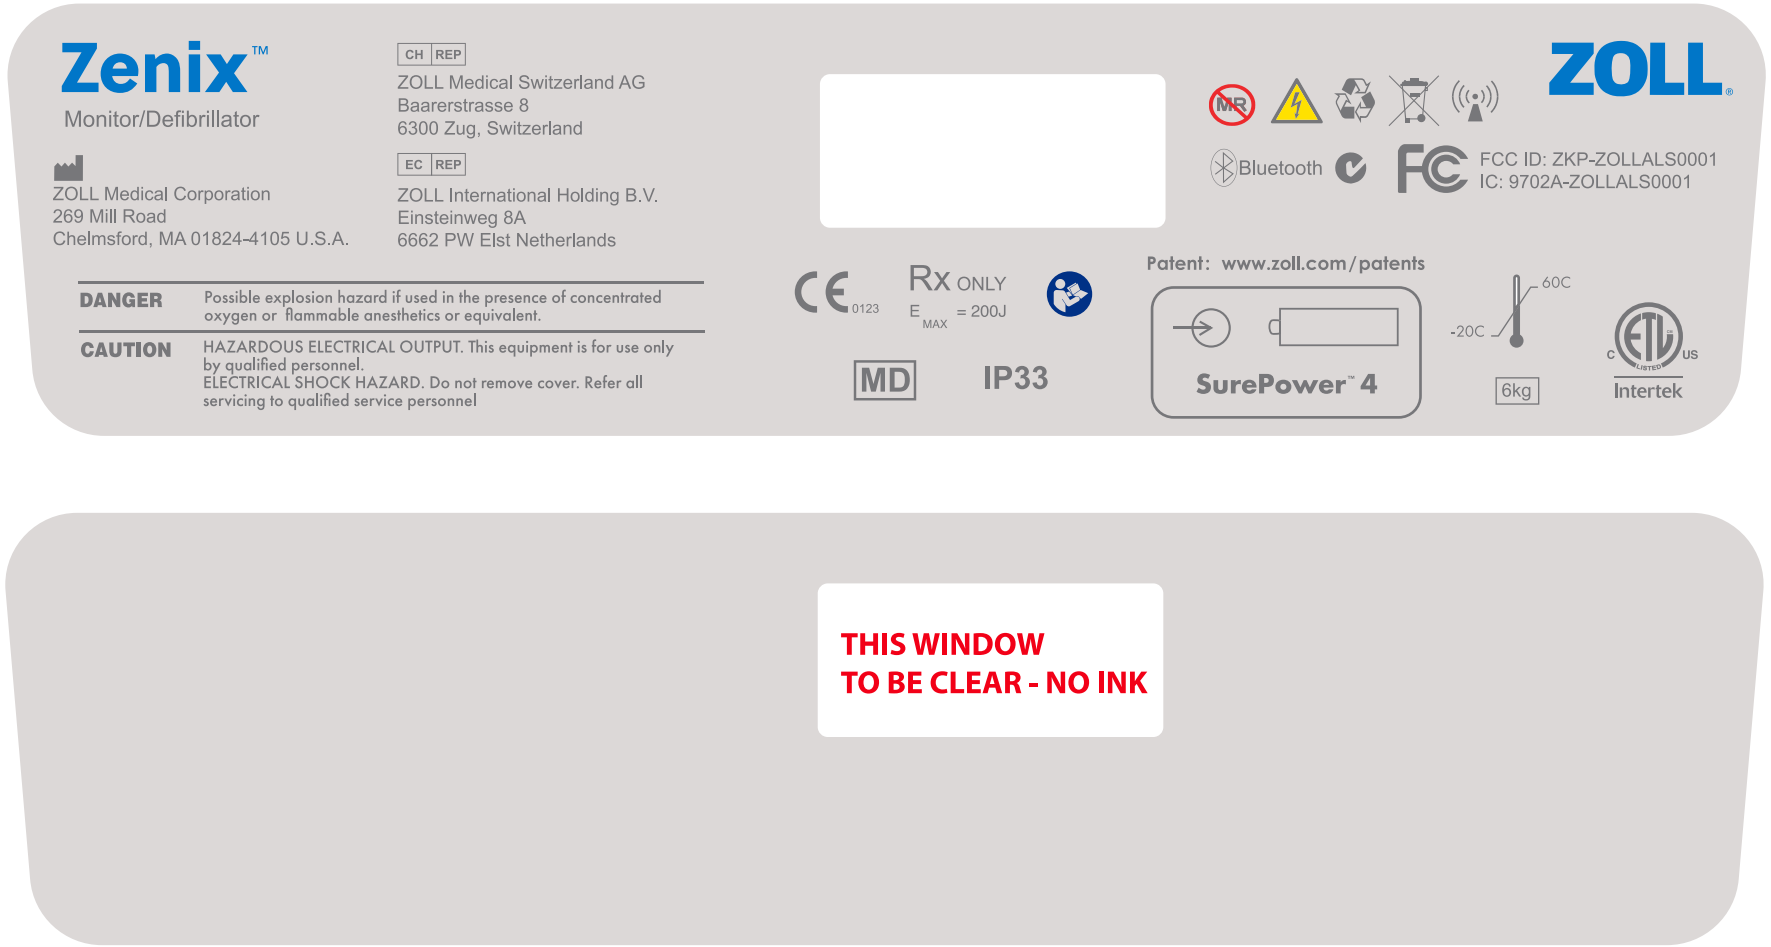 Zenix™
Monitor/Defibrillator
ZOLL Medical Corporation
269 Mill Road
Chelmsford, MA 01824-4105 U.S.A.
CH REP
ZOLL Medical Switzerland AG
Baarerstrasse 8
6300 Zug, Switzerland
EC REP
ZOLL International Holding B.V.
Einsteinweg 8A
6662 PW Elst Netherlands
DANGER Possible explosion hazard if used in the presence of concentrated
oxygen or flammable anesthetics or equivalent.
CAUTION HAZARDOUS ELECTRICAL OUTPUT. This equipment is for use only
by qualified personnel.
ELECTRICAL SHOCK HAZARD. Do not remove cover. Refer all
servicing to qualified service personnel
MR
ZOLL®
Bluetooth
FC
FCC ID: ZKP-ZOLLALS0001
IC: 9702A-ZOLLALS0001
CE 0123
Rx ONLY
E MAX = 200J
MD
IP33
Patent: www.zoll.com/patents
SurePower™ 4
60C
-20C
6kg
ETL
C US
LISTED
Intertek
THIS WINDOW
TO BE CLEAR - NO INK